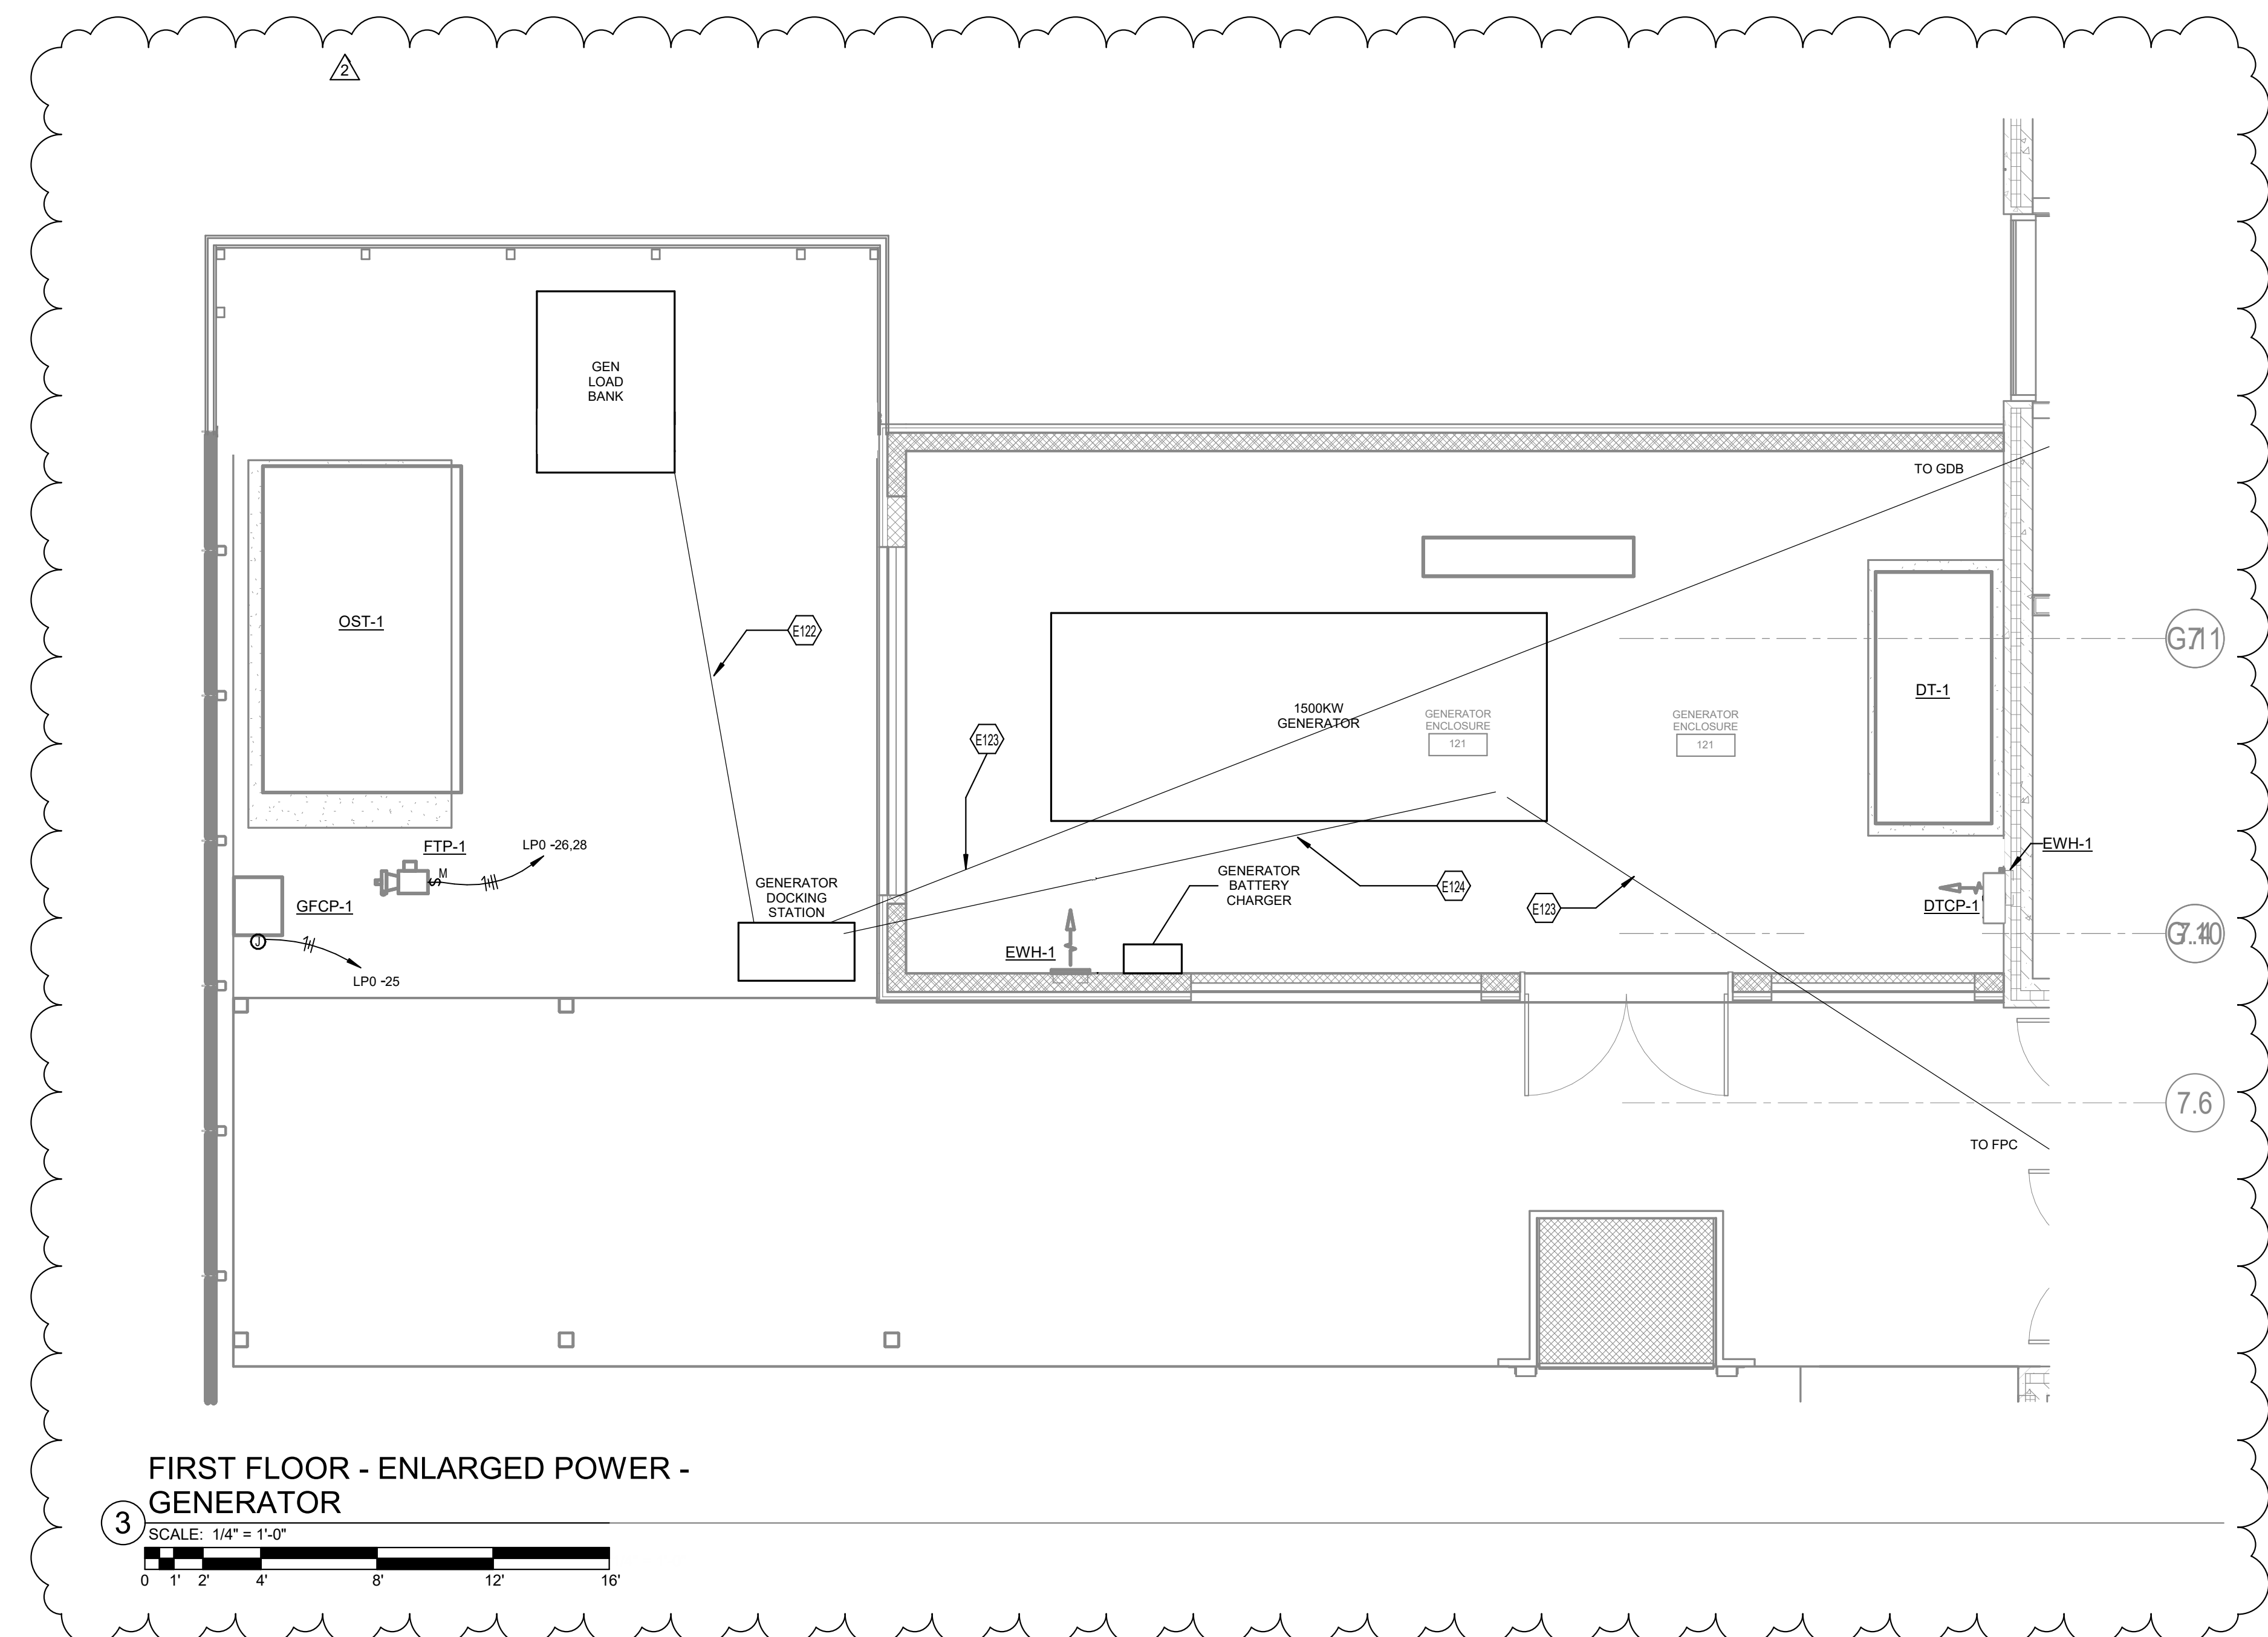 2
GEN
LOAD
BANK
TO GDB
OST-1
E122
G.11
DT-1
1500KW
GENERATOR
GENERATOR
ENCLOSURE
121
GENERATOR
ENCLOSURE
121
E123
FTP-1
LP0 -26,28
M
GENERATOR
DOCKING
STATION
GENERATOR
BATTERY
CHARGER
E124
E123
EWH-1
GFCP-1
DTCP-1
J
LP0 -25
EWH-1
7.6
TO FPC
FIRST FLOOR - ENLARGED POWER -
GENERATOR
3
SCALE: 1/4" = 1'-0"
0 1' 2' 4' 8' 12' 16'